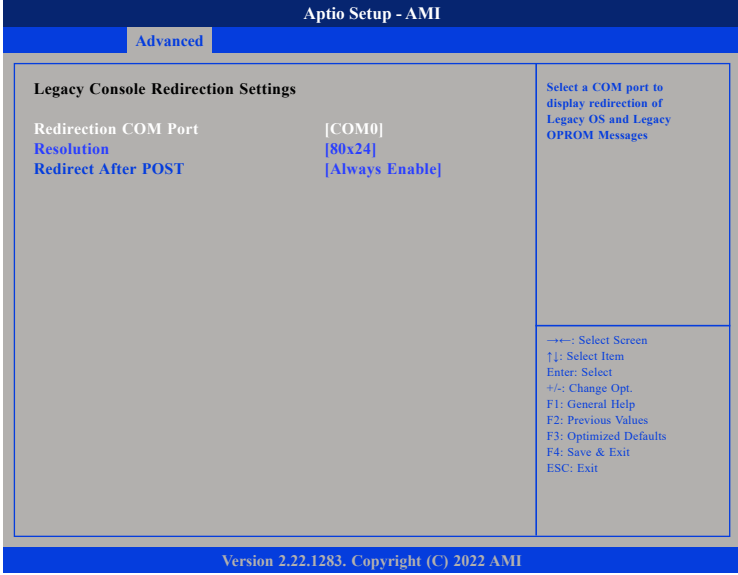 Aptio Setup - AMI
Advanced
Legacy Console Redirection Settings
Redirection COM Port [COM0]
Resolution [80x24]
Redirect After POST [Always Enable]
Select a COM port to
display redirection of
Legacy OS and Legacy
OPROM Messages
→←: Select Screen
↑↓: Select Item
Enter: Select
+/-: Change Opt.
F1: General Help
F2: Previous Values
F3: Optimized Defaults
F4: Save & Exit
ESC: Exit
Version 2.22.1283. Copyright (C) 2022 AMI